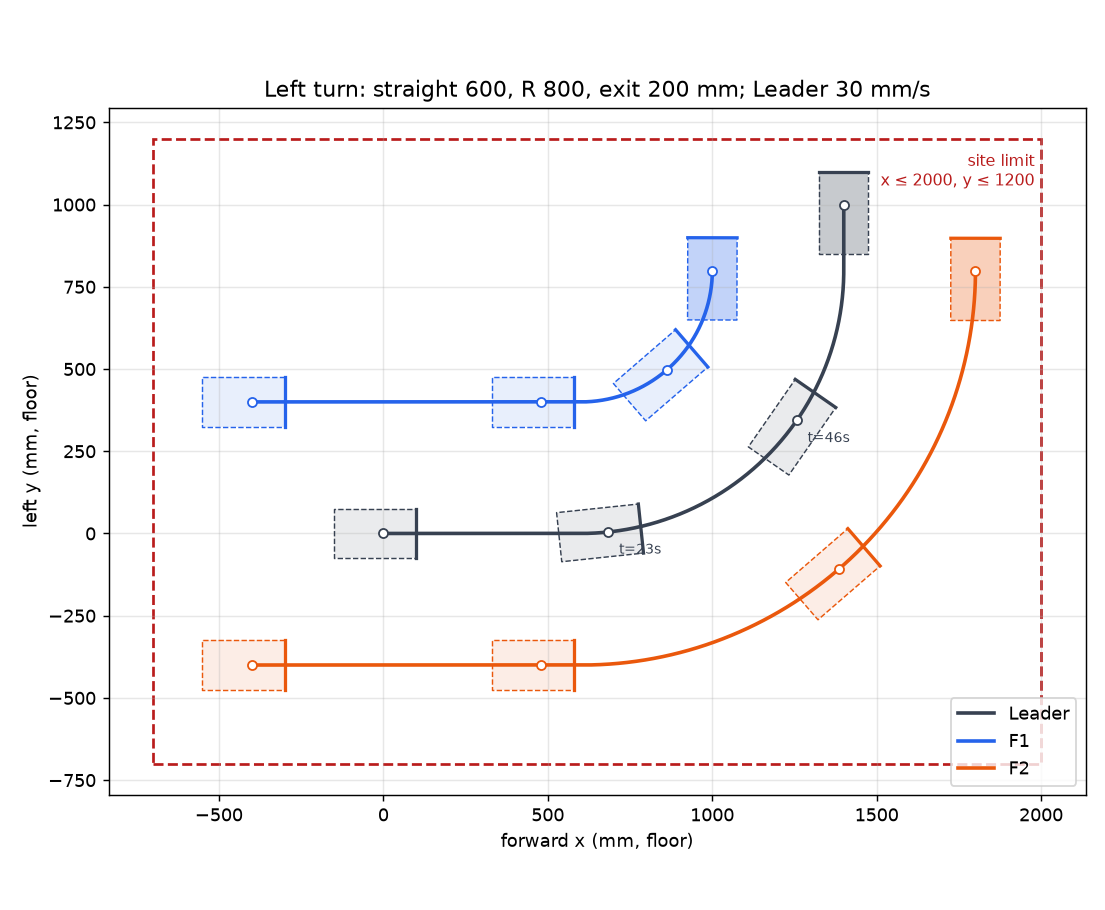 Left turn: straight 600, R 800, exit 200 mm; Leader 30 mm/s
1250
1000
750
500
250
0
−250
−500
−750
left y (mm, floor)
site limit
x ≤ 2000, y ≤ 1200
t=46s
t=23s
Leader
F1
F2
−500
0
500
1000
1500
2000
forward x (mm, floor)